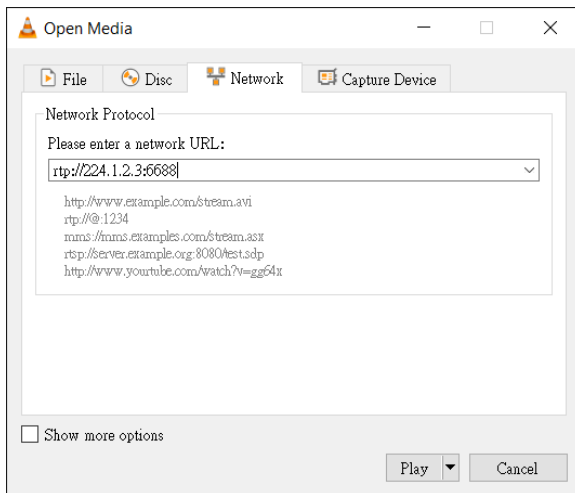 Open Media
File Disc Network Capture Device
Network Protocol
Please enter a network URL:
rtp://224.1.2.3:6688
http://www.example.com/stream.avi
rtp://@:1234
mms://mms.examples.com/stream.asx
rtsp://server.example.org:8080/test.sdp
http://www.yourtube.com/watch?v=gg64x
Show more options
Play Cancel